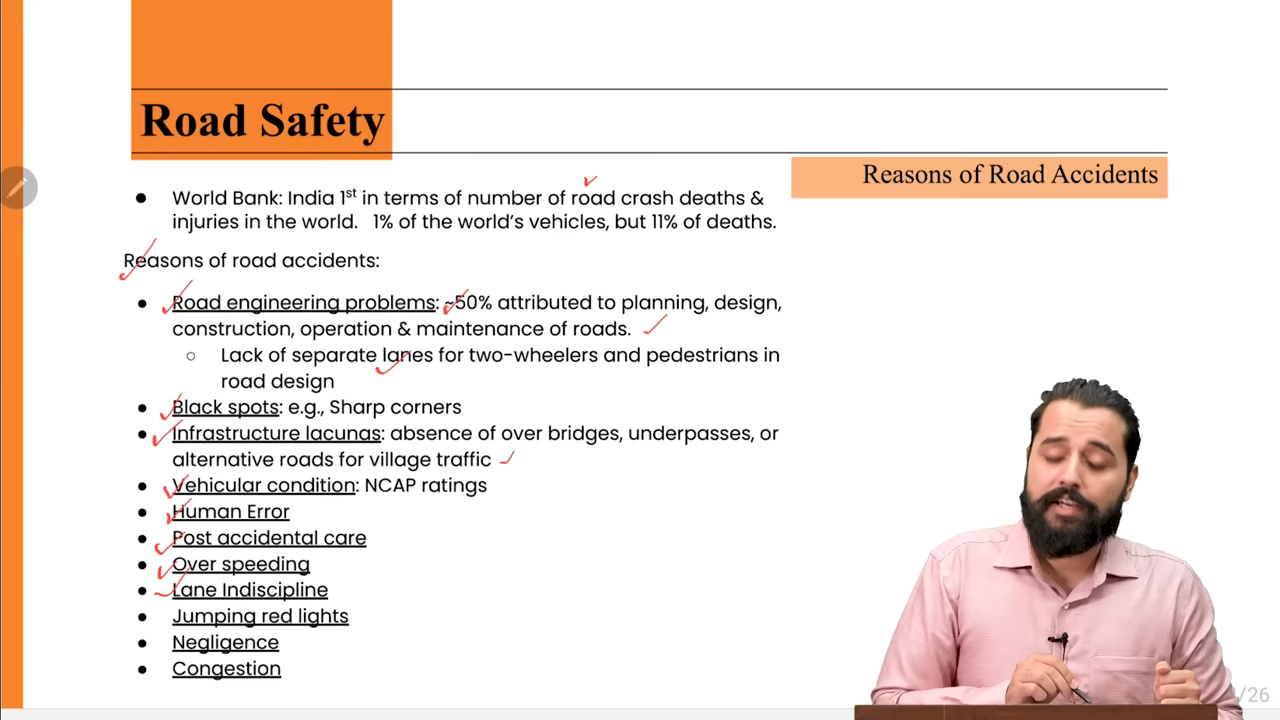 Road Safety
Reasons of Road Accidents
● World Bank: India 1st in terms of number of road crash deaths &
injuries in the world. 1% of the world's vehicles, but 11% of deaths.
Reasons of road accidents:
● Road engineering problems: ~50% attributed to planning, design,
construction, operation & maintenance of roads.
○ Lack of separate lanes for two-wheelers and pedestrians in
road design
● Black spots: e.g., Sharp corners
● Infrastructure lacunas: absence of over bridges, underpasses, or
alternative roads for village traffic
● Vehicular condition: NCAP ratings
● Human Error
● Post accidental care
● Over speeding
● Lane Indiscipline
● Jumping red lights
● Negligence
● Congestion
/26